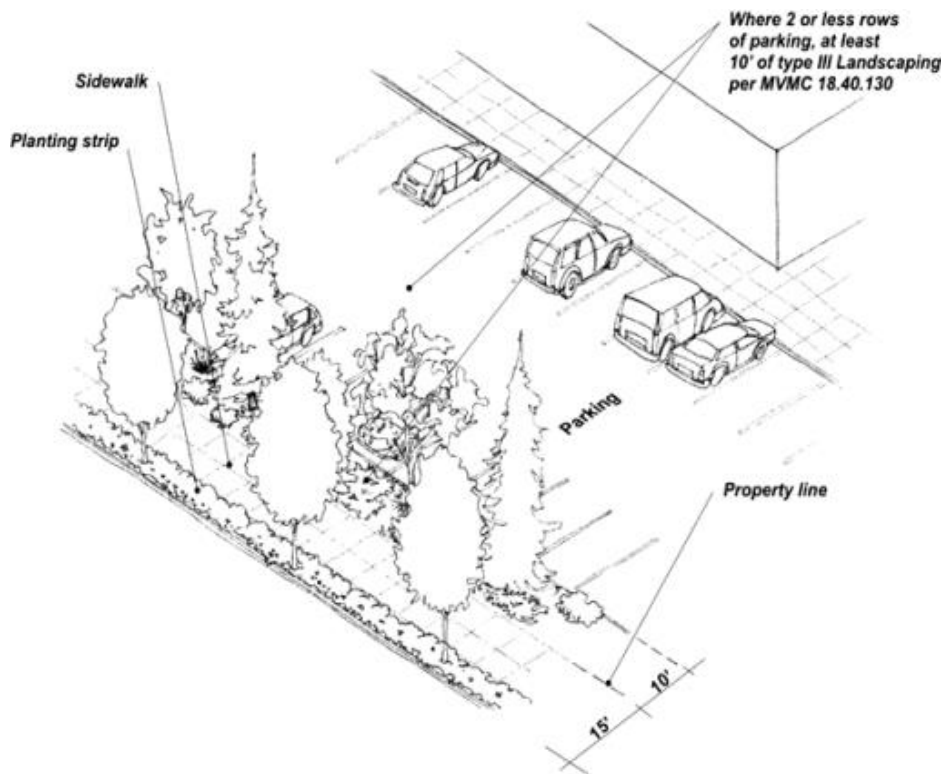 Where 2 or less rows
of parking, at least
10' of type III Landscaping
per MVMC 18.40.130
Sidewalk
Planting strip
Parking
Property line
10'
15'